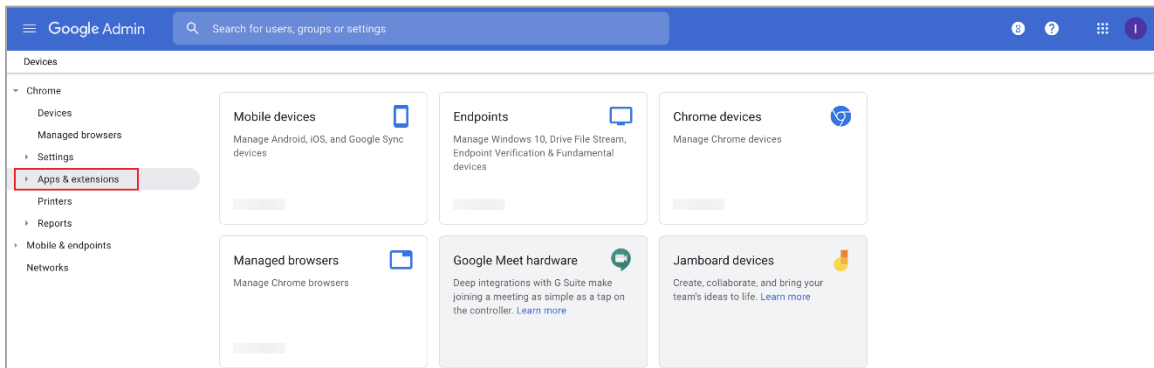 Google Admin
Search for users, groups or settings
8
?
I
Devices
Chrome
Devices
Managed browsers
Settings
Apps & extensions
Printers
Reports
Mobile & endpoints
Networks
Mobile devices
Manage Android, iOS, and Google Sync
devices
Endpoints
Manage Windows 10, Drive File Stream,
Endpoint Verification & Fundamental
devices
Chrome devices
Manage Chrome devices
Managed browsers
Manage Chrome browsers
Google Meet hardware
Deep integrations with G Suite make
joining a meeting as simple as a tap on
the controller. Learn more
Jamboard devices
Create, collaborate, and bring your
team's ideas to life. Learn more